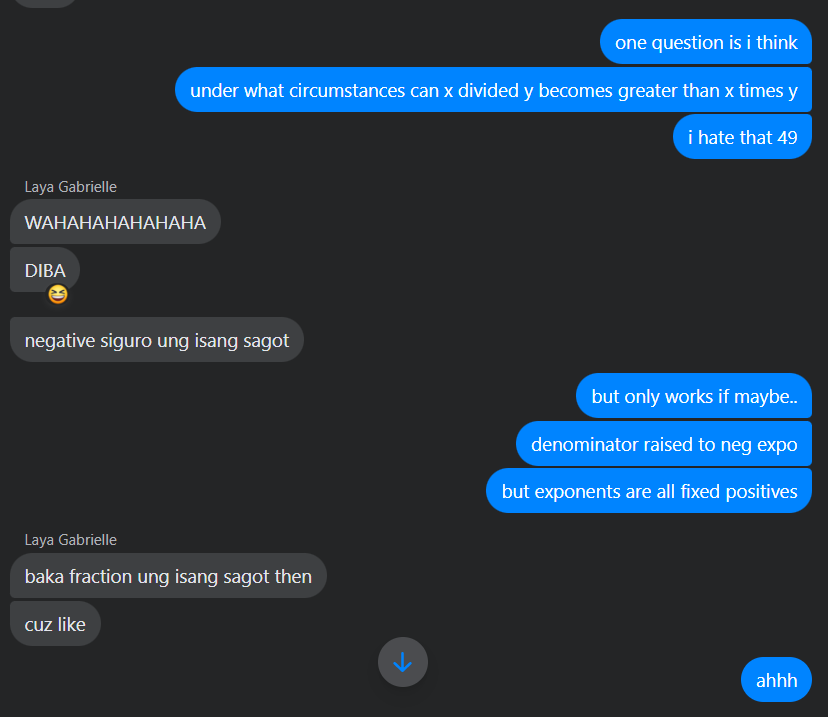 one question is i think
under what circumstances can x divided y becomes greater than x times y
i hate that 49
Laya Gabrielle
WAHAHAHAHAHAHA
DIBA
negative siguro ung isang sagot
but only works if maybe..
denominator raised to neg expo
but exponents are all fixed positives
Laya Gabrielle
baka fraction ung isang sagot then
cuz like
ahhh